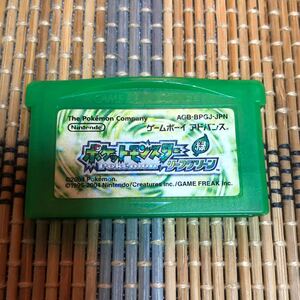 The Pokémon Company AGB-BPGJ-JPN
Nintendo ゲームボーイ アドバンス
ポケットモンスター
緑
リーフグリーン
©2004 Pokémon.
©1995-2004 Nintendo/Creatures inc./GAME FREAK inc.